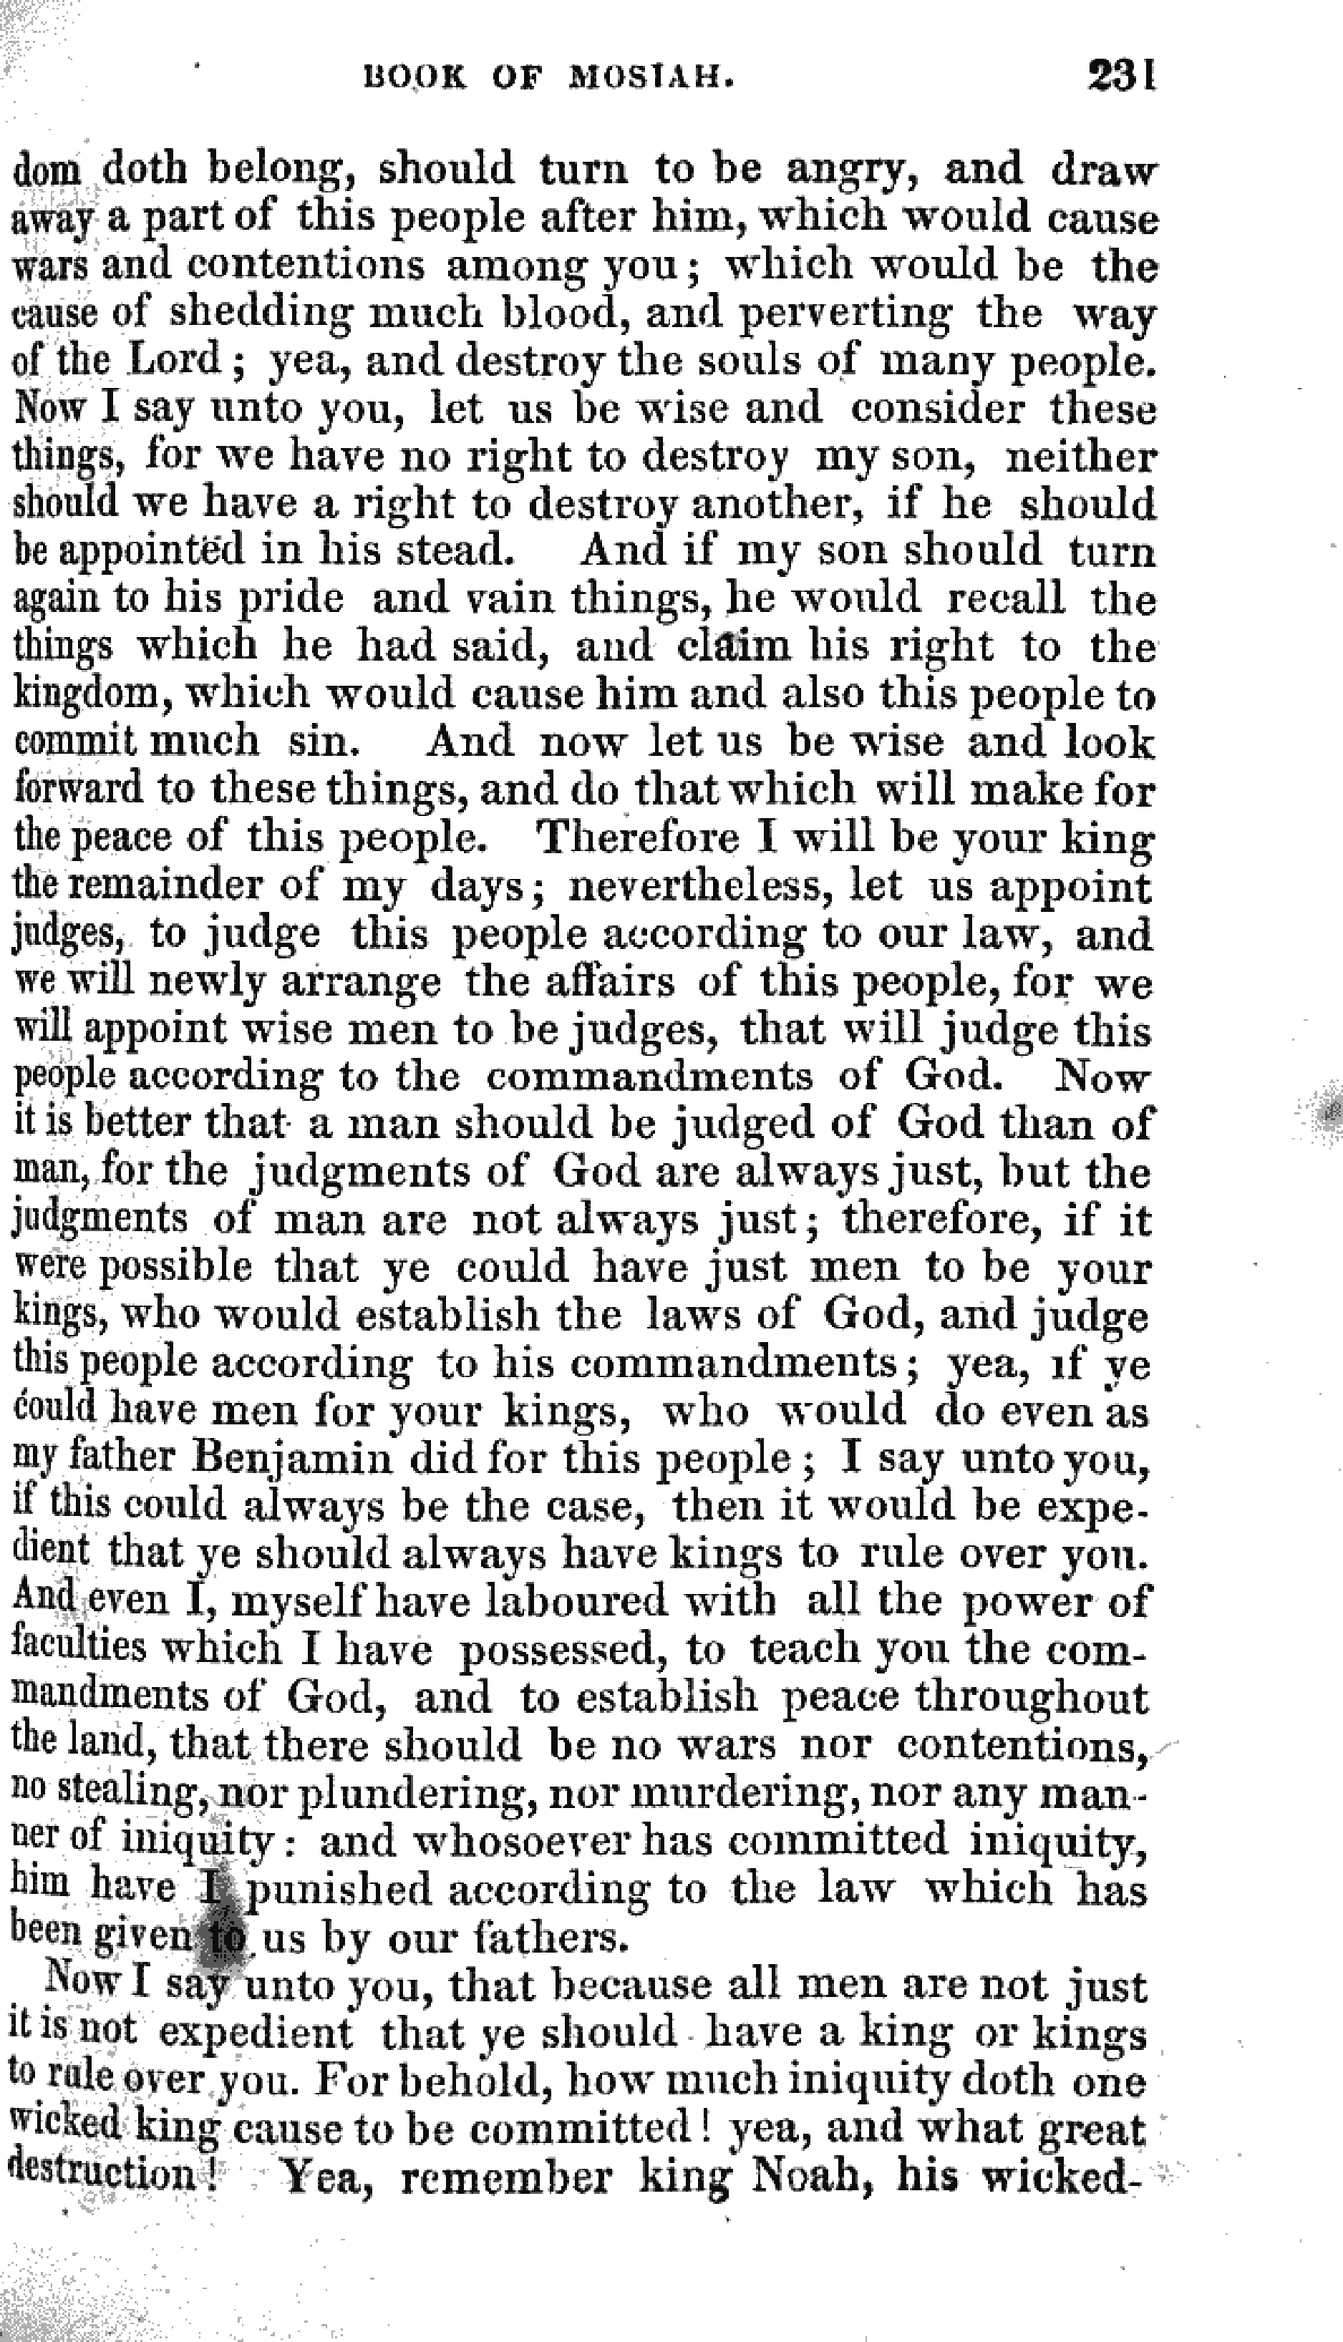 BOOK OF MOSIAH. 231
dom doth belong, should turn to be angry, and draw
away a part of this people after him, which would cause
wars and contentions among you; which would be the
cause of shedding much blood, and perverting the way
of the Lord; yea, and destroy the souls of many people.
Now I say unto you, let us be wise and consider these
things, for we have no right to destroy my son, neither
should we have a right to destroy another, if he should
be appointed in his stead. And if my son should turn
again to his pride and vain things, he would recall the
things which he had said, and claim his right to the
kingdom, which would cause him and also this people to
commit much sin. And now let us be wise and look
forward to these things, and do that which will make for
the peace of this people. Therefore I will be your king
the remainder of my days; nevertheless, let us appoint
judges, to judge this people according to our law, and
we will newly arrange the affairs of this people, for we
will appoint wise men to be judges, that will judge this
people according to the commandments of God. Now
it is better that a man should be judged of God than of
man, for the judgments of God are always just, but the
judgments of man are not always just; therefore, if it
were possible that ye could have just men to be your
kings, who would establish the laws of God, and judge
this people according to his commandments; yea, if ye
could have men for your kings, who would do even as
my father Benjamin did for this people; I say unto you,
if this could always be the case, then it would be expe-
dient that ye should always have kings to rule over you.
And even I, myself have laboured with all the power of
faculties which I have possessed, to teach you the com-
mandments of God, and to establish peace throughout
the land, that there should be no wars nor contentions,
no stealing, nor plundering, nor murdering, nor any man-
ner of iniquity: and whosoever has committed iniquity,
him have I punished according to the law which has
been given to us by our fathers.
Now I say unto you, that because all men are not just
it is not expedient that ye should have a king or kings
to rule over you. For behold, how much iniquity doth one
wicked king cause to be committed! yea, and what great
destruction! Yea, remember king Noah, his wicked-